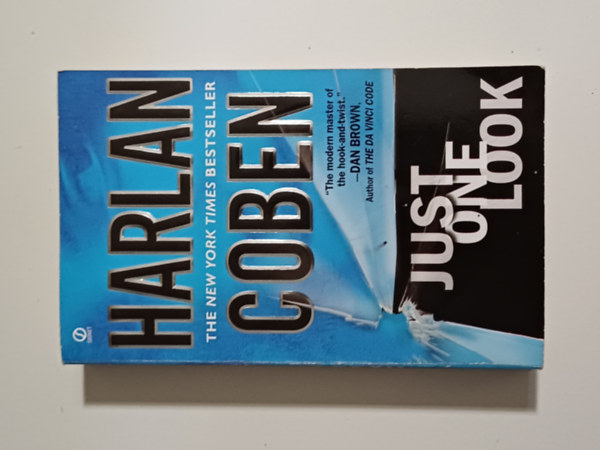 HARLAN
THE NEW YORK TIMES BESTSELLER
COBEN
"The modern master of
the hook-and-twist."
—DAN BROWN,
Author of THE DA VINCI CODE
JUST
ONE
LOOK
SIGNET